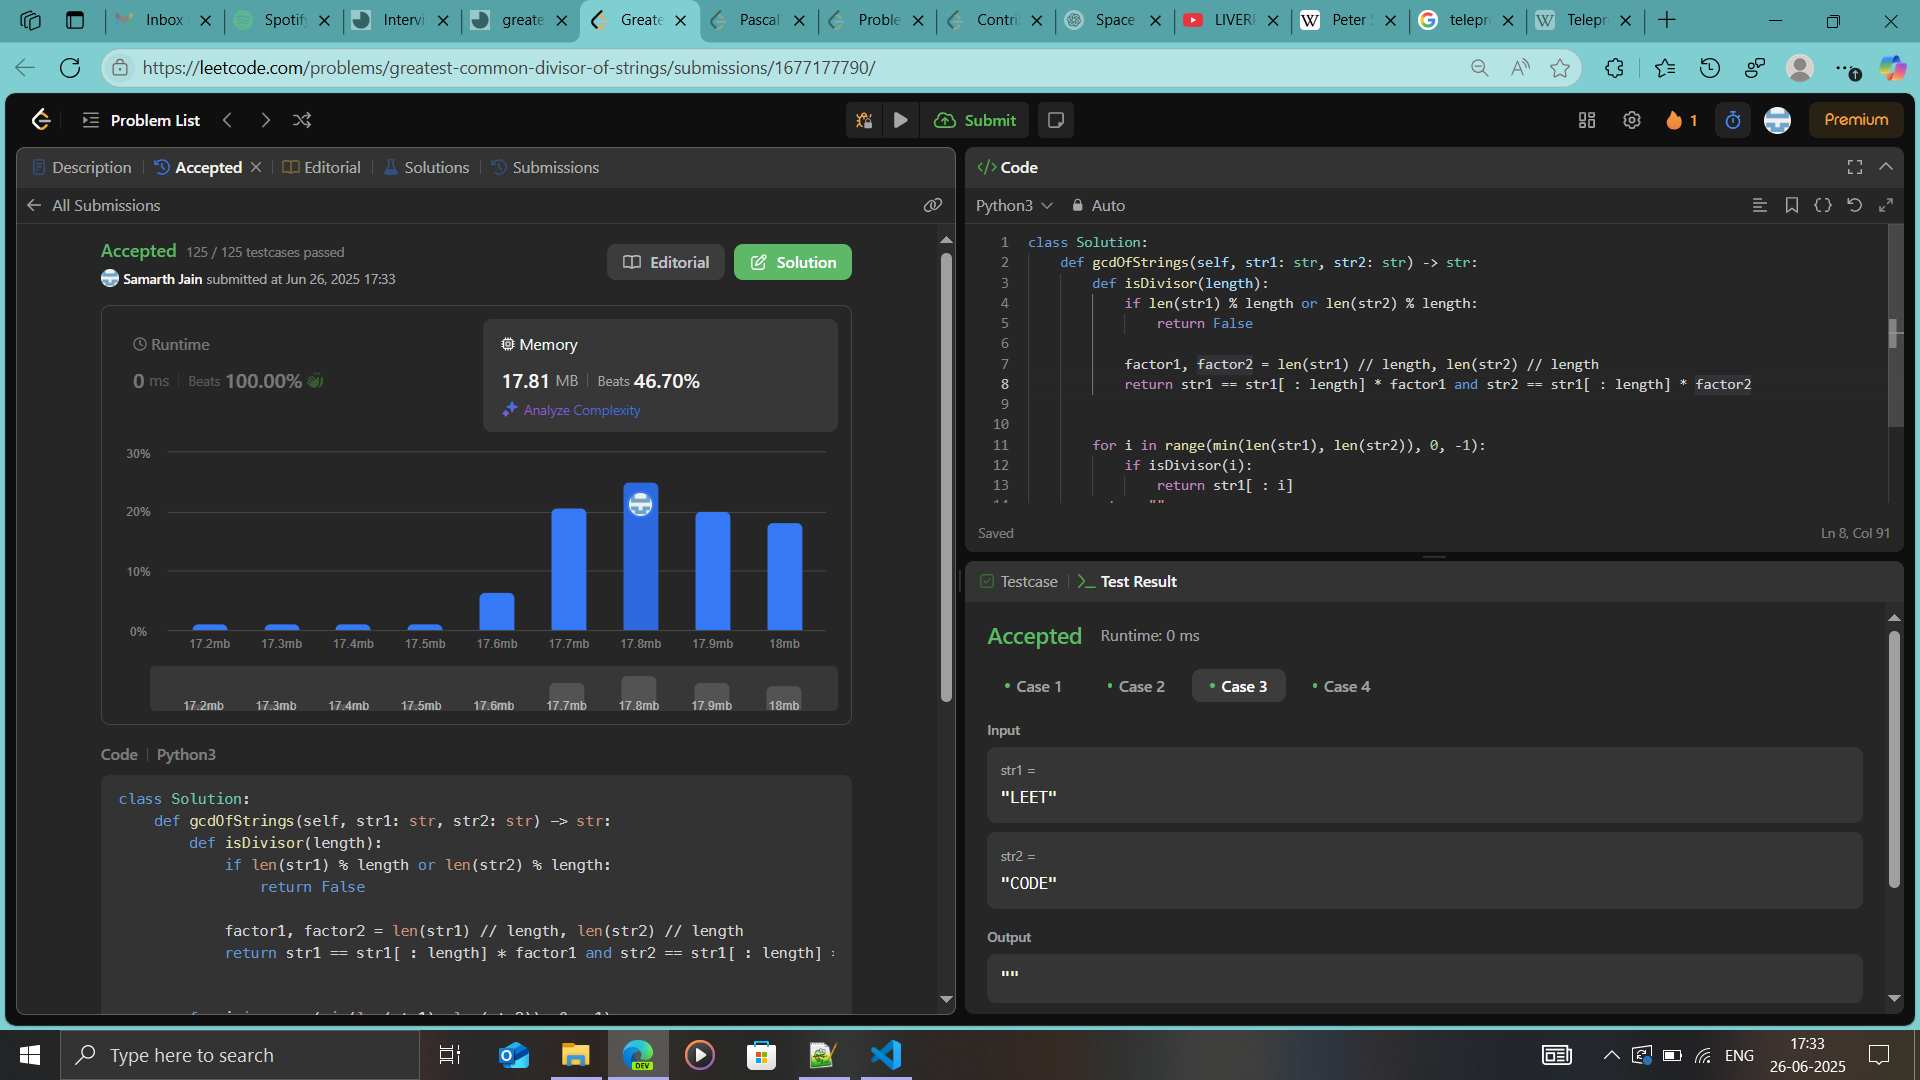 Inbox
Spotify
Intervi
greate
Greate
Pascal
Proble
Contrib
Space
LIVERP
Peter S
telepro
Telepr
https://leetcode.com/problems/greatest-common-divisor-of-strings/submissions/1677177790/
Problem List
Submit
1
Premium
Description
Accepted
Editorial
Solutions
Submissions
All Submissions
Accepted 125 / 125 testcases passed
Samarth Jain submitted at Jun 26, 2025 17:33
Editorial
Solution
Runtime
0 ms Beats 100.00%
Memory
17.81 MB Beats 46.70%
Analyze Complexity
30%
20%
10%
0%
17.2mb 17.3mb 17.4mb 17.5mb 17.6mb 17.7mb 17.8mb 17.9mb 18mb
17.2mb 17.3mb 17.4mb 17.5mb 17.6mb 17.7mb 17.8mb 17.9mb 18mb
Code Python3
class Solution:
def gcdOfStrings(self, str1: str, str2: str) -> str:
def isDivisor(length):
if len(str1) % length or len(str2) % length:
return False
factor1, factor2 = len(str1) // length, len(str2) // length
return str1 == str1[ : length] * factor1 and str2 == str1[ : length] *
</> Code
Python3
Auto
1 class Solution:
2 def gcdOfStrings(self, str1: str, str2: str) -> str:
3 def isDivisor(length):
4 if len(str1) % length or len(str2) % length:
5 return False
6
7 factor1, factor2 = len(str1) // length, len(str2) // length
8 return str1 == str1[ : length] * factor1 and str2 == str1[ : length] * factor2
9
10
11 for i in range(min(len(str1), len(str2)), 0, -1):
12 if isDivisor(i):
13 return str1[ : i]
Saved
Ln 8, Col 91
Testcase
Test Result
Accepted Runtime: 0 ms
Case 1
Case 2
Case 3
Case 4
Input
str1 =
"LEET"
str2 =
"CODE"
Output
""
Type here to search
DEV
ENG
17:33
26-06-2025